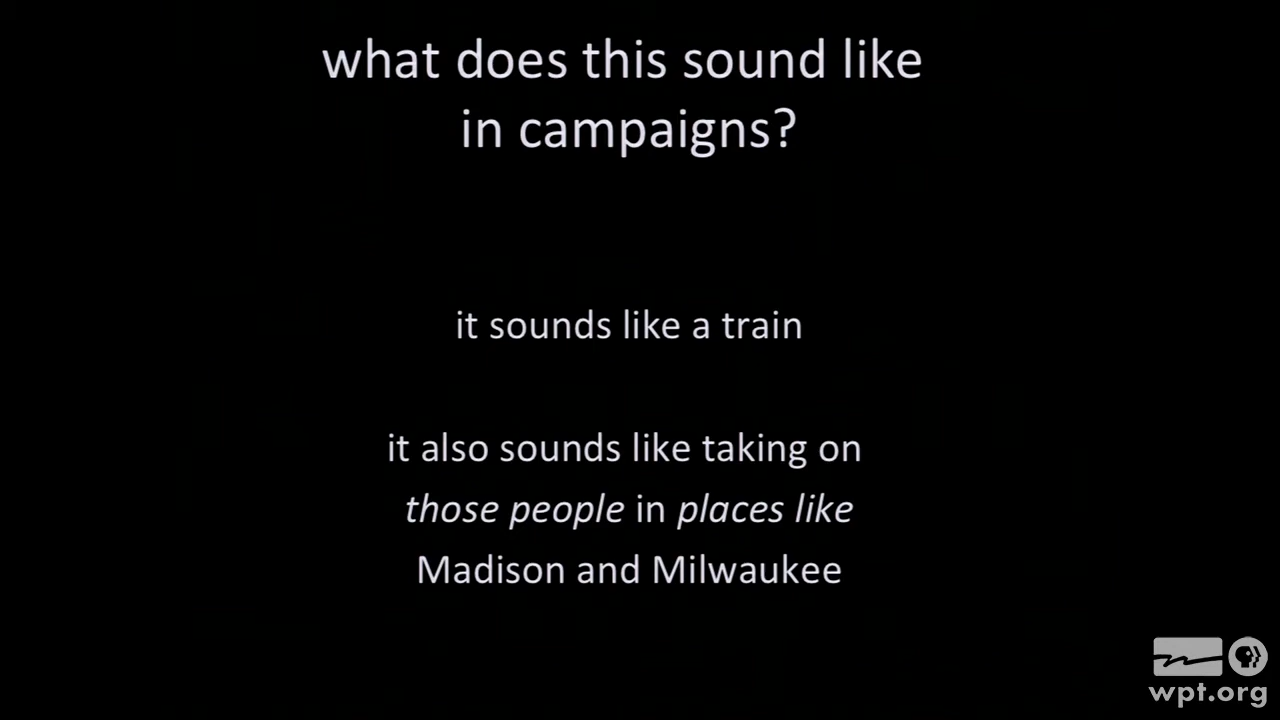 what does this sound like
in campaigns?
it sounds like a train
it also sounds like taking on
those people in places like
Madison and Milwaukee
wpt.org